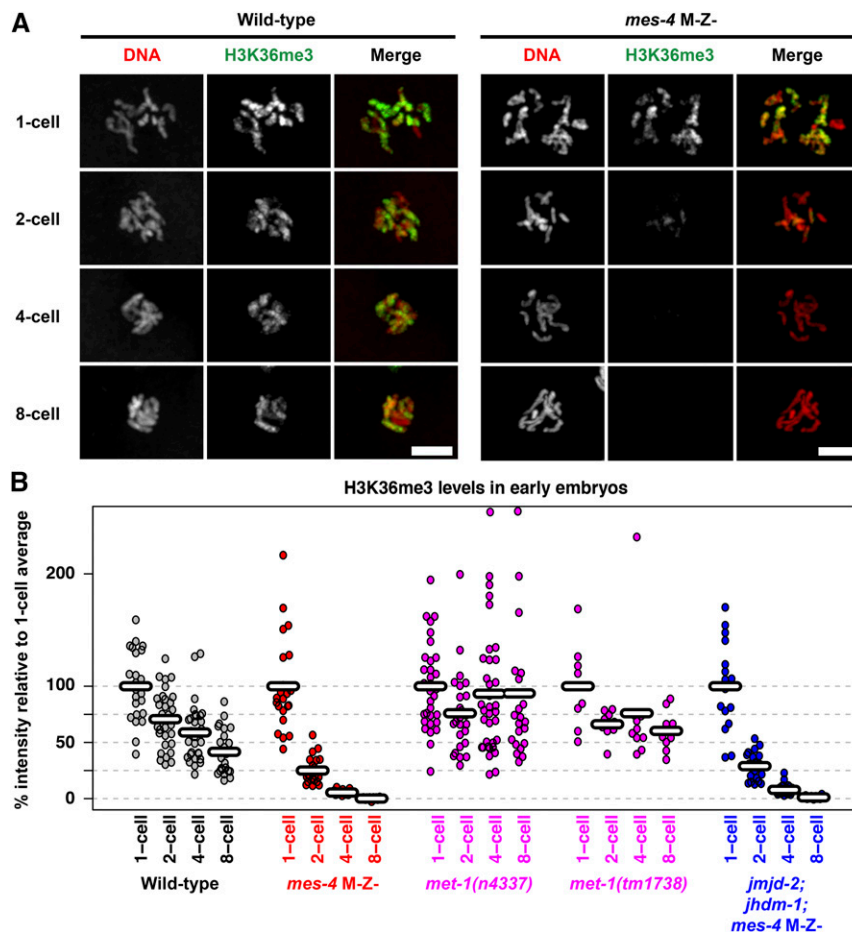 A
Wild-type
mes-4 M-Z-
DNA
H3K36me3
Merge
DNA
H3K36me3
Merge
1-cell
2-cell
4-cell
8-cell
B
H3K36me3 levels in early embryos
% intensity relative to 1-cell average
200
100
50
0
1-cell
2-cell
4-cell
8-cell
1-cell
2-cell
4-cell
8-cell
1-cell
2-cell
4-cell
8-cell
1-cell
2-cell
4-cell
8-cell
1-cell
2-cell
4-cell
8-cell
Wild-type
mes-4 M-Z-
met-1(n4337)
met-1(tm1738)
jmjd-2;
jhdm-1;
mes-4 M-Z-